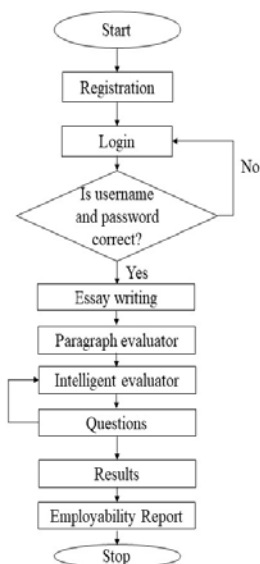 Start
Registration
Login
No
Is username
and password
correct?
Yes
Essay writing
Paragraph evaluator
Intelligent evaluator
Questions
Results
Employability Report
Stop